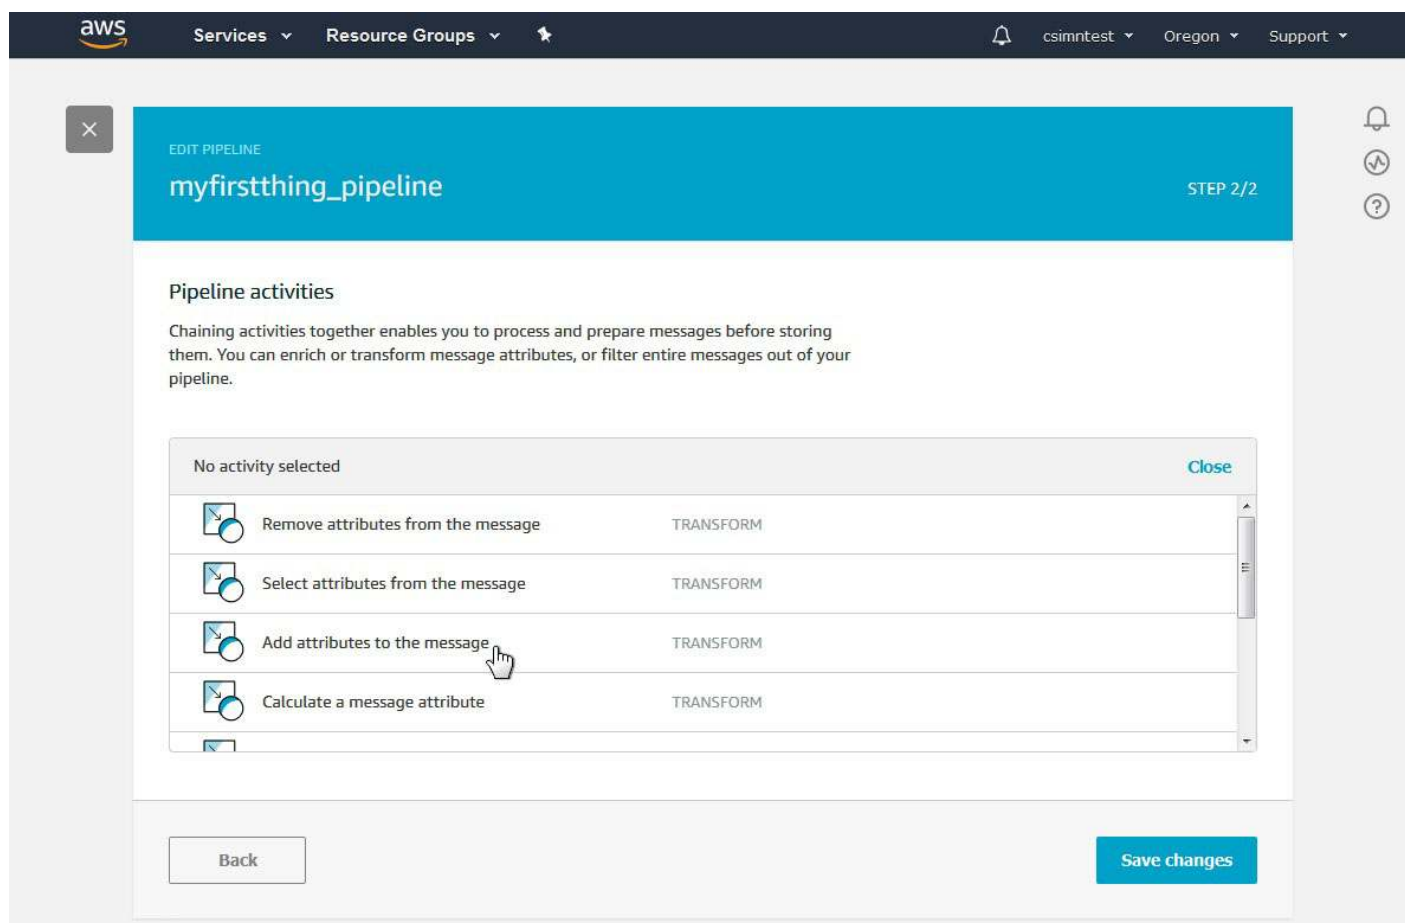 aws
Services
Resource Groups
csimntest
Oregon
Support
EDIT PIPELINE
myfirstthing_pipeline
STEP 2/2
Pipeline activities
Chaining activities together enables you to process and prepare messages before storing
them. You can enrich or transform message attributes, or filter entire messages out of your
pipeline.
No activity selected
Close
Remove attributes from the message
TRANSFORM
Select attributes from the message
TRANSFORM
Add attributes to the message
TRANSFORM
Calculate a message attribute
TRANSFORM
Back
Save changes